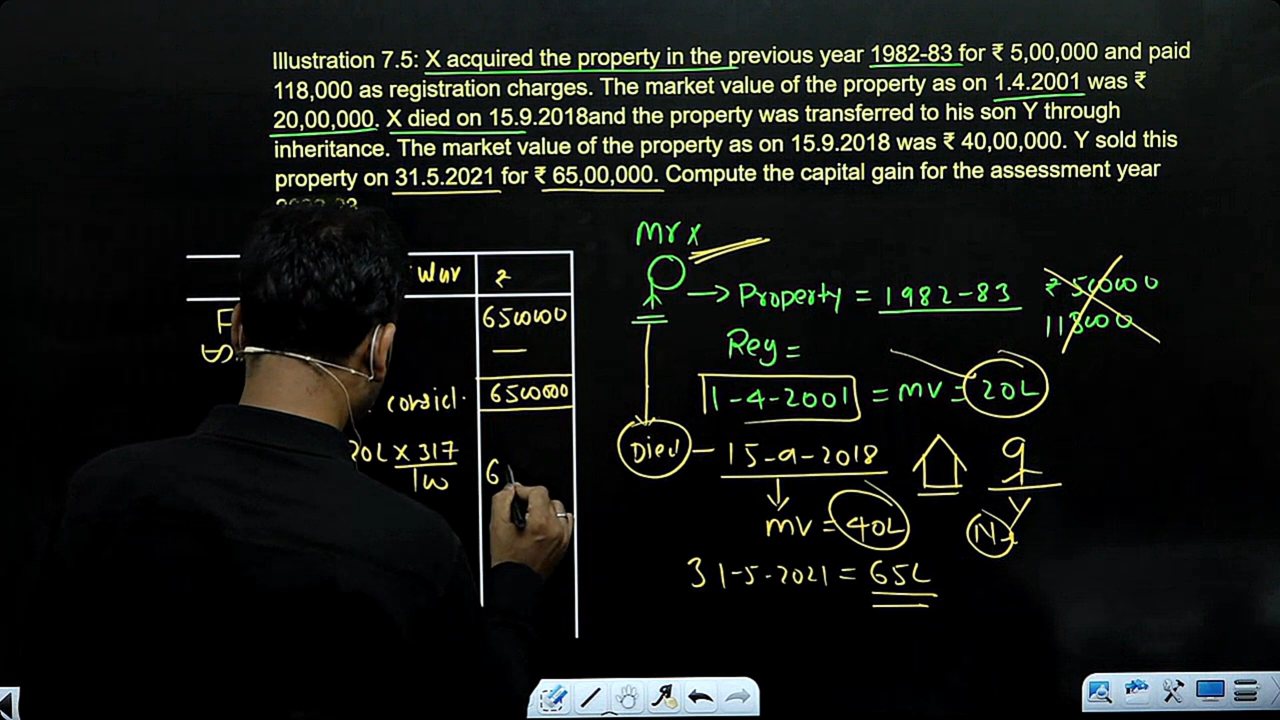 Illustration 7.5: X acquired the property in the previous year 1982-83 for ₹ 5,00,000 and paid
118,000 as registration charges. The market value of the property as on 1.4.2001 was ₹
20,00,000. X died on 15.9.2018and the property was transferred to his son Y through
inheritance. The market value of the property as on 15.9.2018 was ₹ 40,00,000. Y sold this
property on 31.5.2021 for ₹ 65,00,000. Compute the capital gain for the assessment year
₹
6500000
—
consid. 6500000
20L × 317
100
6
Mr X
→ Property = 1982-83 ₹ 500000
118000
Reg =
1-4-2001 = MV = 20L
Died — 15-9-2018
Y
MV = 40L
31-5-2021 = 65L